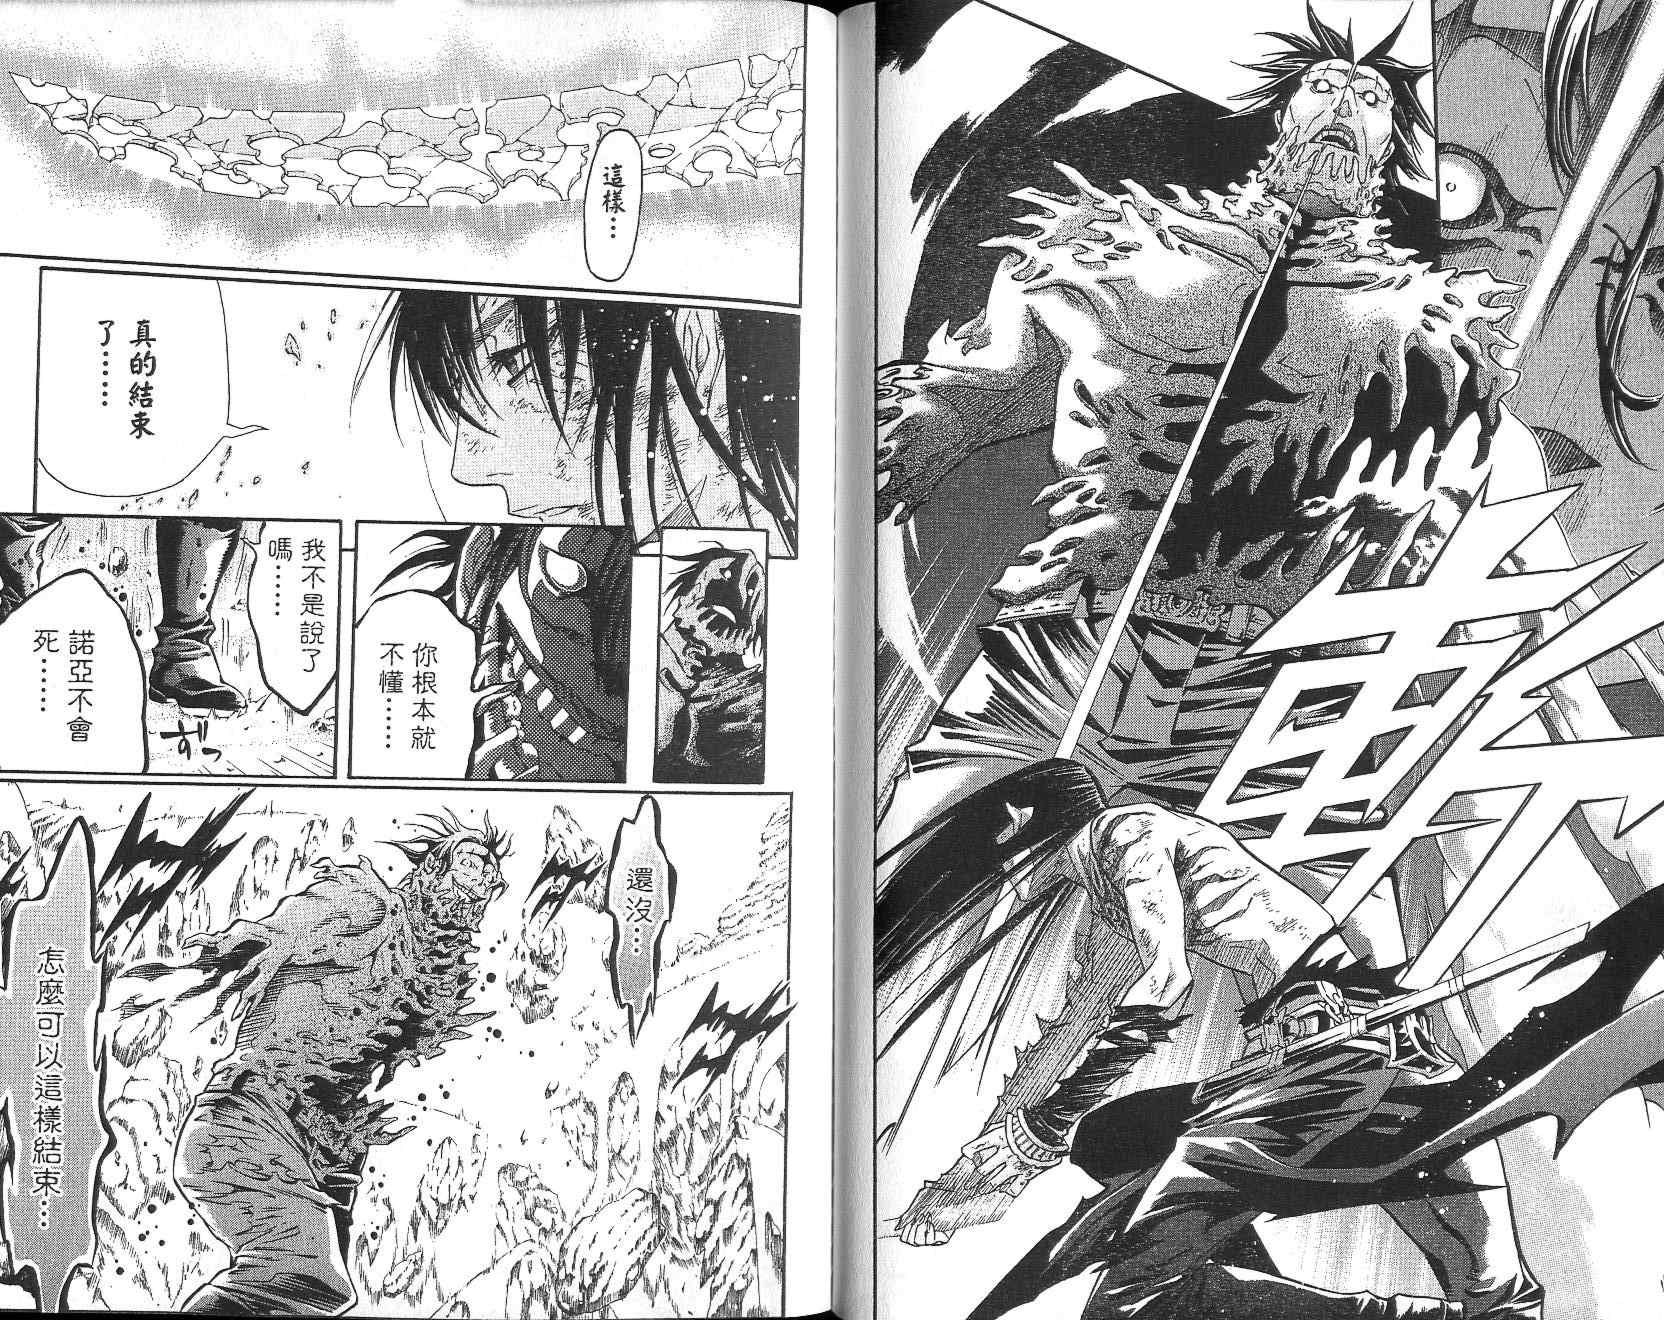 斬
這樣…
真的結束
了……
你根本就
不懂……
我不是說了
嗎……
諾亞不會
死……
ずっ
還沒…
怎麼可以這樣結束…